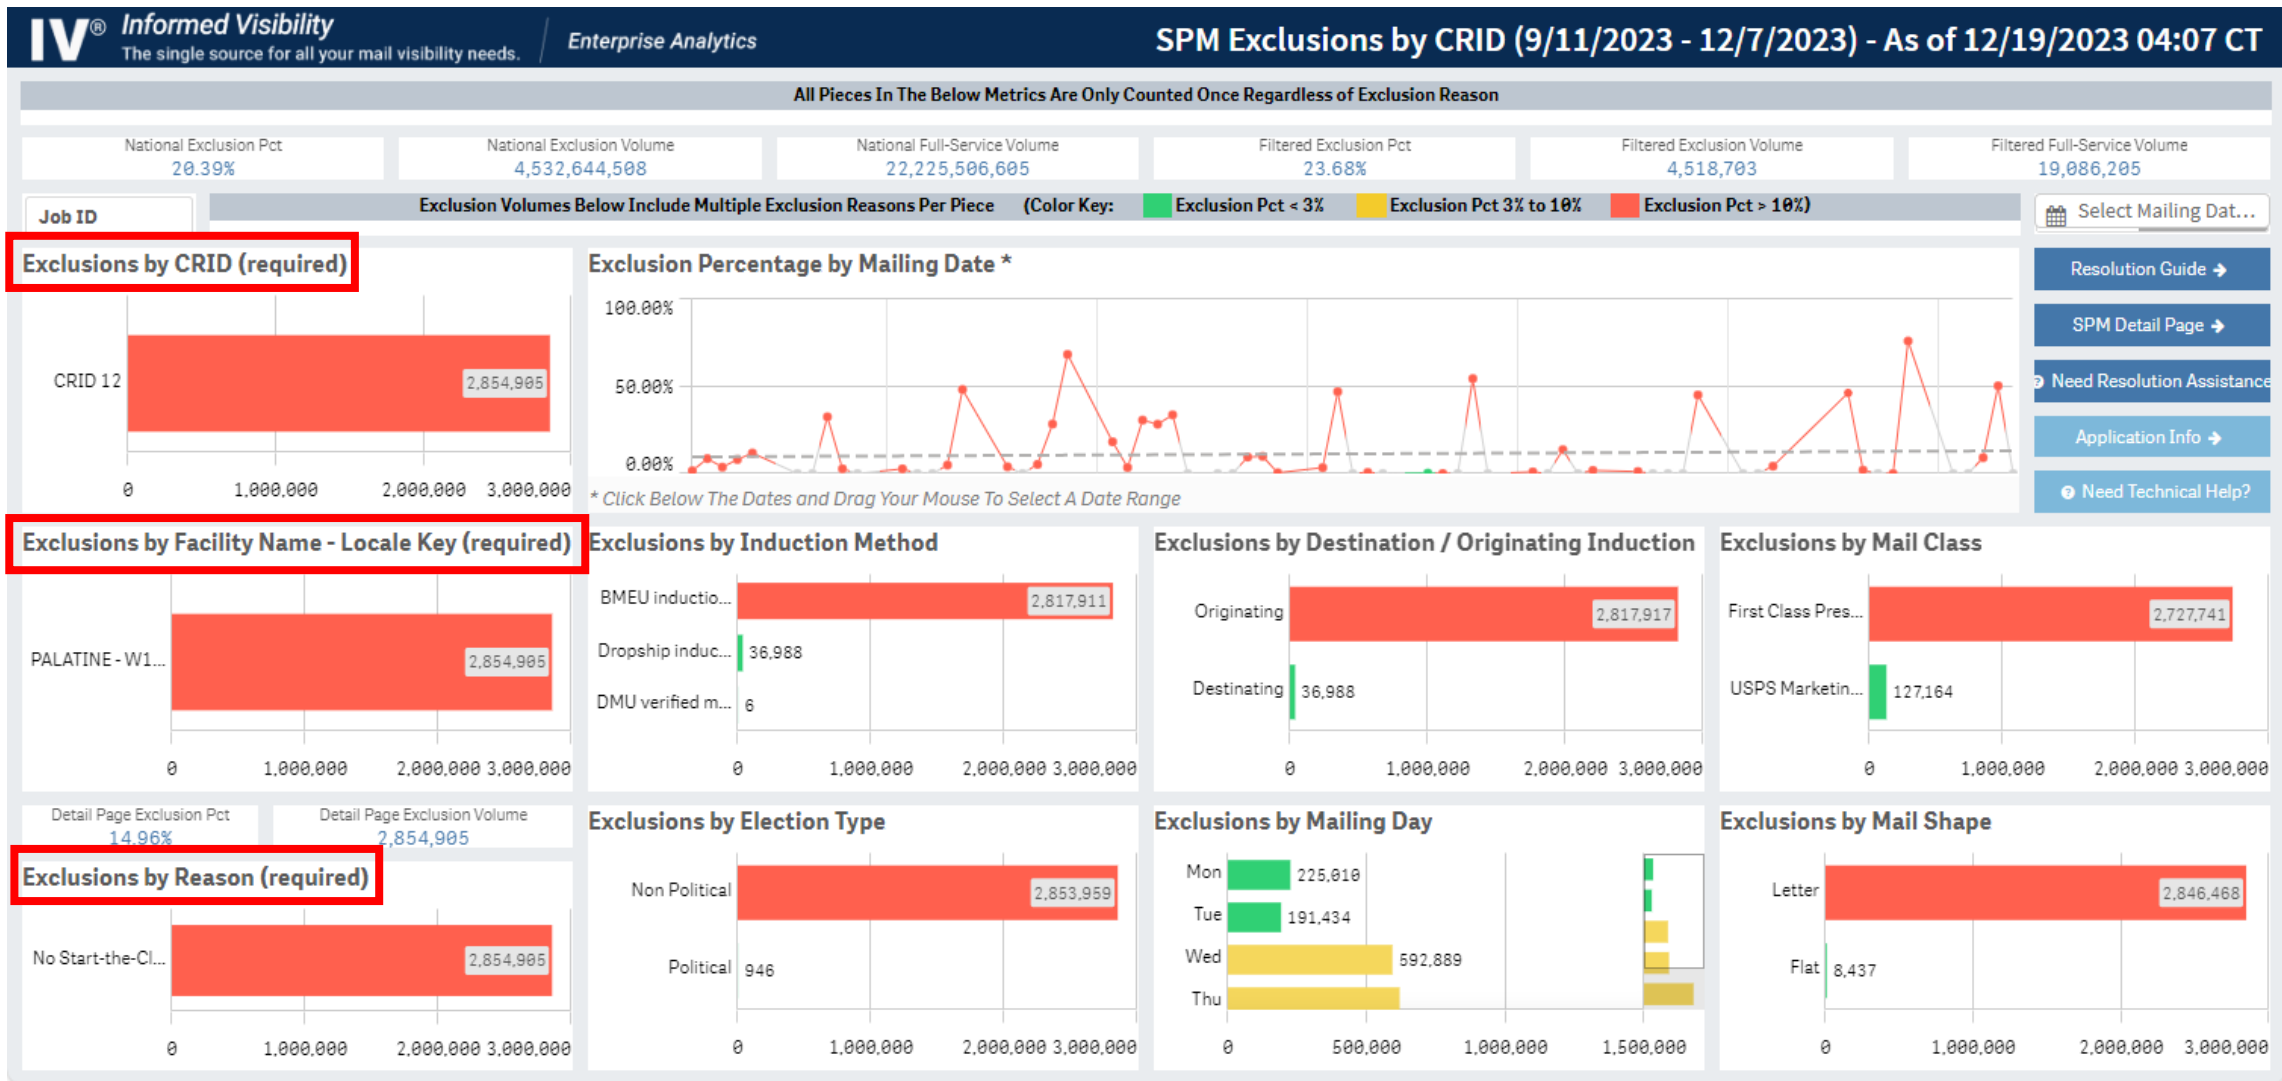 IV® Informed Visibility
The single source for all your mail visibility needs.
Enterprise Analytics
SPM Exclusions by CRID (9/11/2023 - 12/7/2023) - As of 12/19/2023 04:07 CT
All Pieces In The Below Metrics Are Only Counted Once Regardless of Exclusion Reason
National Exclusion Pct
20.39%
National Exclusion Volume
4,532,644,508
National Full-Service Volume
22,225,506,605
Filtered Exclusion Pct
23.68%
Filtered Exclusion Volume
4,518,703
Filtered Full-Service Volume
19,086,205
Job ID
Exclusion Volumes Below Include Multiple Exclusion Reasons Per Piece (Color Key: Exclusion Pct < 3% Exclusion Pct 3% to 10% Exclusion Pct > 10%)
Select Mailing Dat...
Exclusions by CRID (required)
CRID 12
2,854,905
0 1,000,000 2,000,000 3,000,000
Exclusion Percentage by Mailing Date *
100.00%
50.00%
0.00%
* Click Below The Dates and Drag Your Mouse To Select A Date Range
Resolution Guide →
SPM Detail Page →
Need Resolution Assistance
Application Info →
Need Technical Help?
Exclusions by Facility Name - Locale Key (required)
PALATINE - W1...
2,854,905
0 1,000,000 2,000,000 3,000,000
Exclusions by Induction Method
BMEU inductio...
2,817,911
Dropship induc...
36,988
DMU verified m...
6
0 1,000,000 2,000,000 3,000,000
Exclusions by Destination / Originating Induction
Originating
2,817,917
Destinating
36,988
0 1,000,000 2,000,000 3,000,000
Exclusions by Mail Class
First Class Pres...
2,727,741
USPS Marketin...
127,164
0 1,000,000 2,000,000 3,000,000
Detail Page Exclusion Pct
14.96%
Detail Page Exclusion Volume
2,854,905
Exclusions by Reason (required)
No Start-the-Cl...
2,854,905
0 1,000,000 2,000,000 3,000,000
Exclusions by Election Type
Non Political
2,853,959
Political
946
0 1,000,000 2,000,000 3,000,000
Exclusions by Mailing Day
Mon
225,010
Tue
191,434
Wed
592,889
Thu
0 500,000 1,000,000 1,500,000
Exclusions by Mail Shape
Letter
2,846,468
Flat
8,437
0 1,000,000 2,000,000 3,000,000